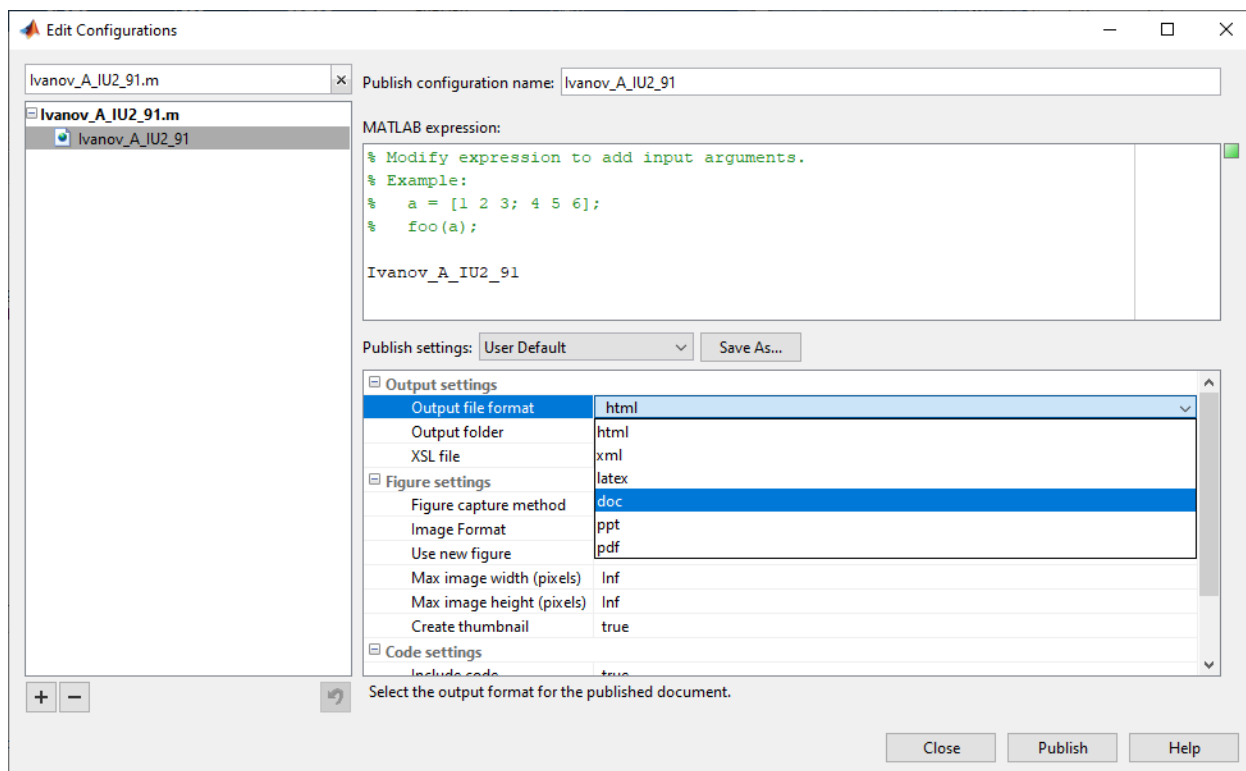 Edit Configurations
Ivanov_A_IU2_91.m
Ivanov_A_IU2_91.m
Ivanov_A_IU2_91
Publish configuration name: Ivanov_A_IU2_91
MATLAB expression:
% Modify expression to add input arguments.
% Example:
%   a = [1 2 3; 4 5 6];
%   foo(a);
Ivanov_A_IU2_91
Publish settings: User Default Save As...
Output settings
Output file format html
Output folder html
XSL file xml
Figure settings latex
Figure capture method doc
Image Format ppt
Use new figure pdf
Max image width (pixels) Inf
Max image height (pixels) Inf
Create thumbnail true
Code settings
Include code true
Select the output format for the published document.
Close Publish Help